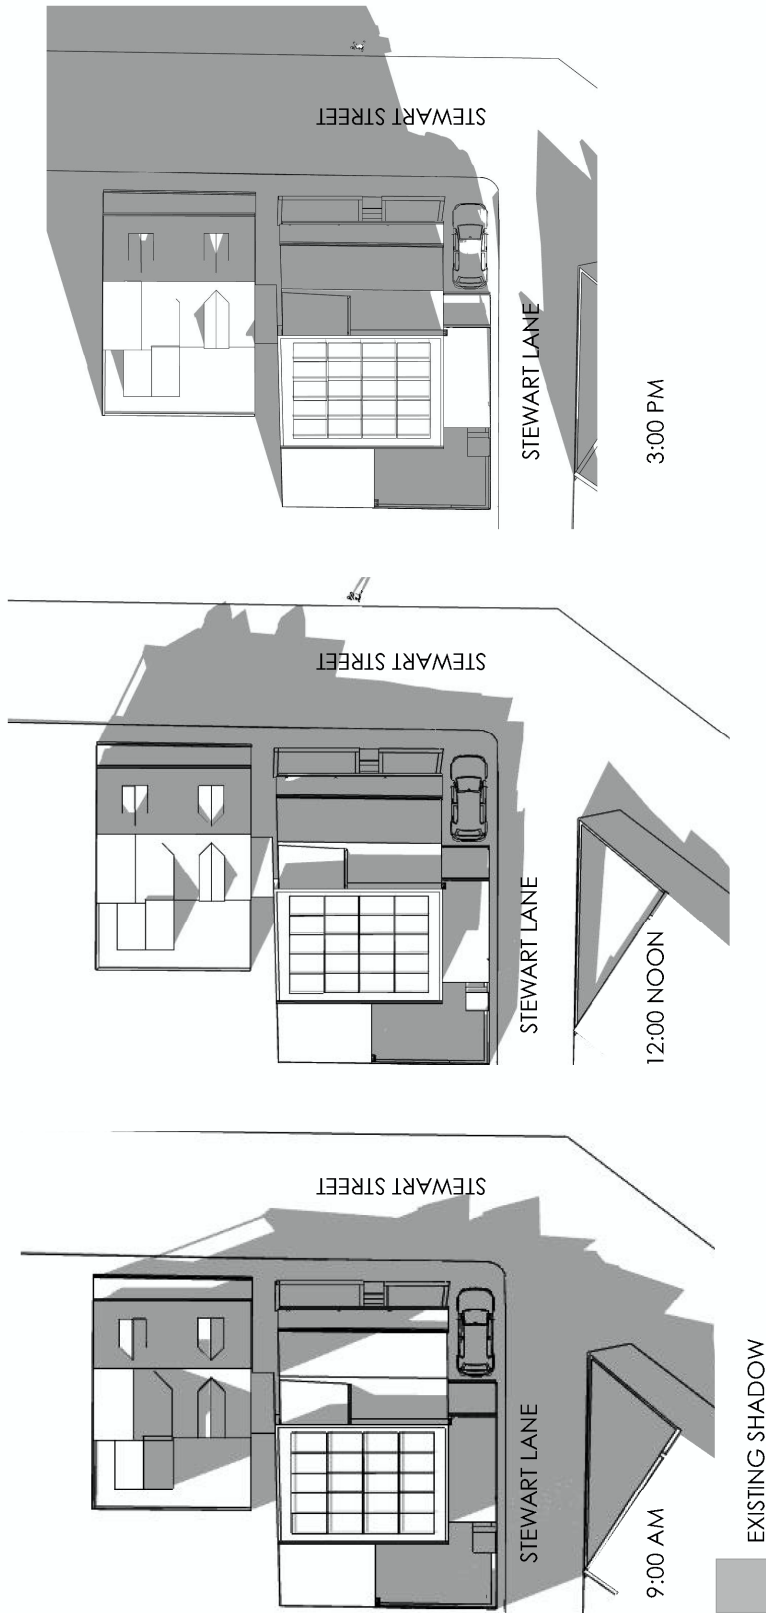 STEWART STREET
STEWART LANE
9:00 AM
EXISTING SHADOW
STEWART STREET
STEWART LANE
12:00 NOON
STEWART STREET
STEWART LANE
3:00 PM